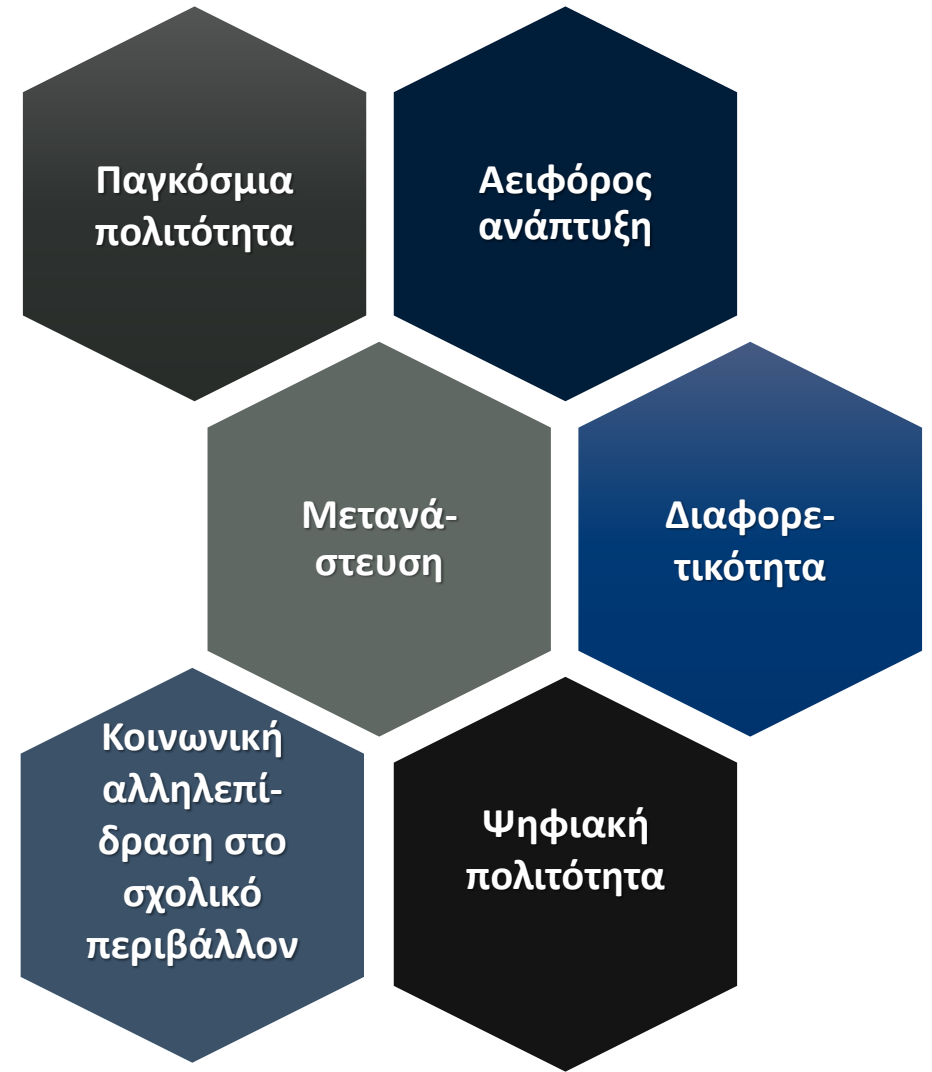 Παγκόσμια
πολιτότητα
Αειφόρος
ανάπτυξη
Μετανά-
στευση
Διαφορε-
τικότητα
Κοινωνική
αλληλεπί-
δραση στο
σχολικό
περιβάλλον
Ψηφιακή
πολιτότητα